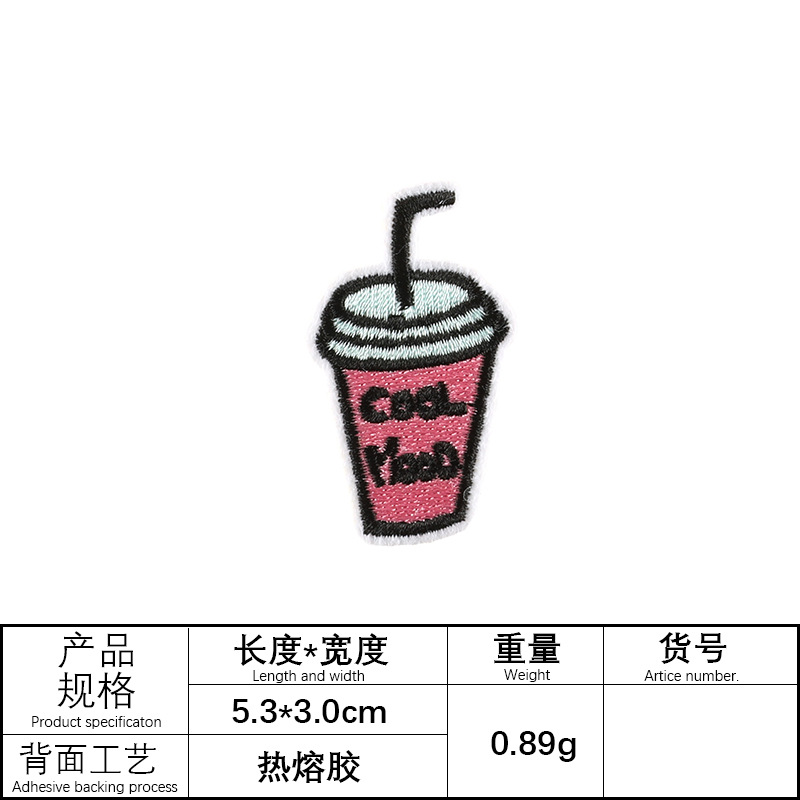 COOL
MOOD
产品
规格
Product specificaton
长度*宽度
Length and width
重量
Weight
货号
Artice number.
5.3*3.0cm
0.89g
背面工艺
Adhesive backing process
热熔胶